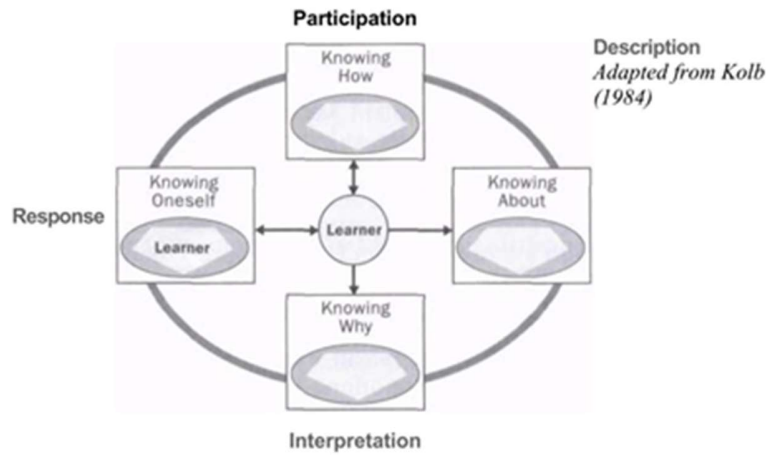 Participation
Knowing
How
Description
Adapted from Kolb
(1984)
Response
Knowing
Oneself
Learner
Learner
Knowing
About
Knowing
Why
Interpretation